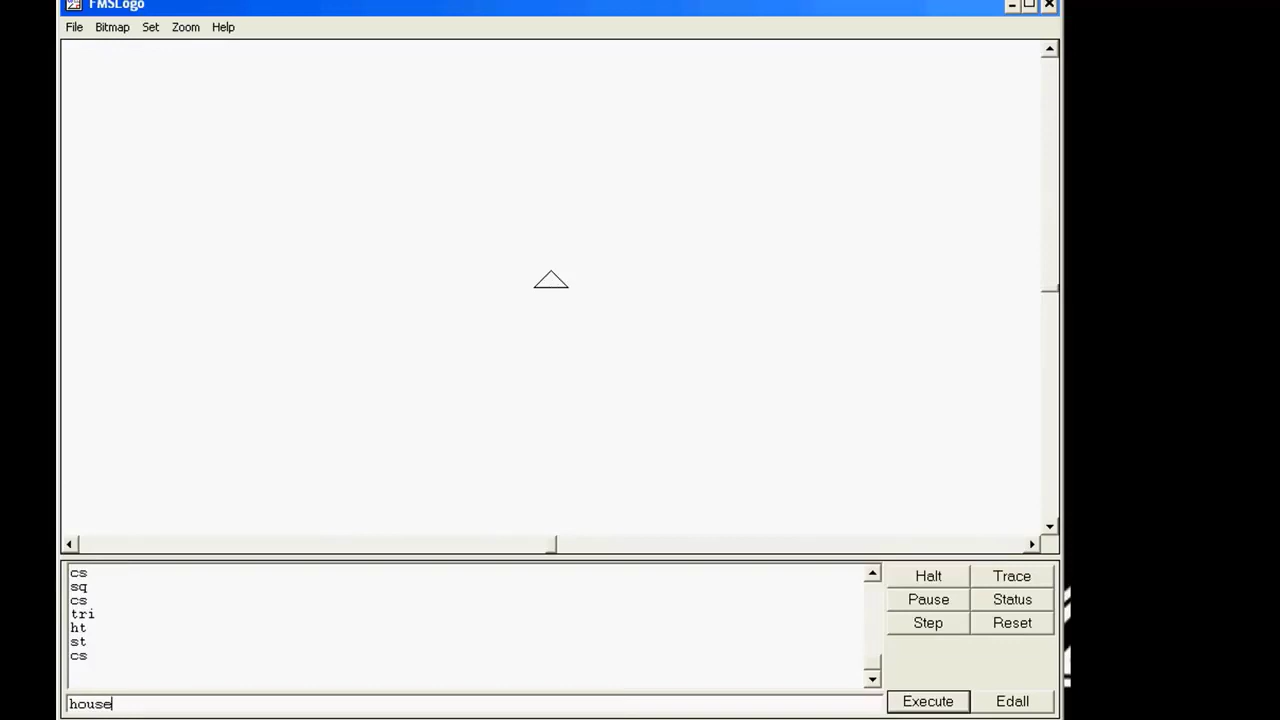 FMSLogo
File Bitmap Set Zoom Help
cs
sq
cs
tri
ht
st
cs
Halt Trace
Pause Status
Step Reset
house
Execute Edall